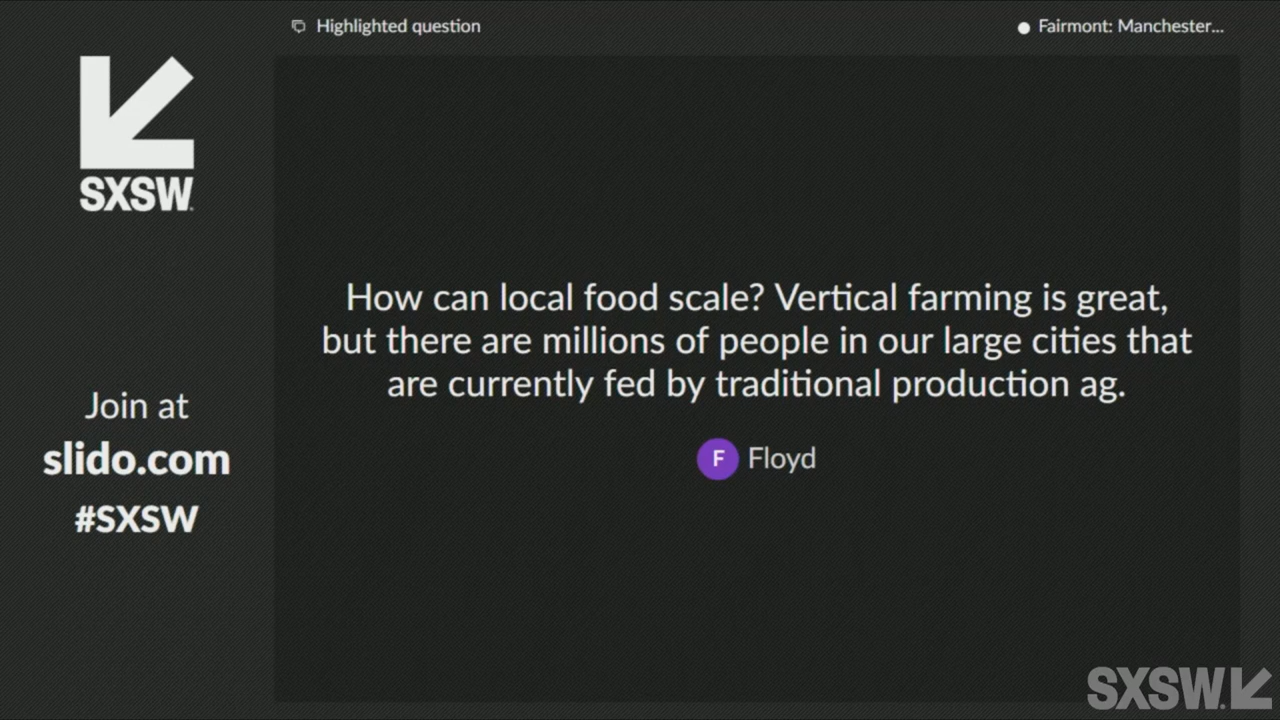 Highlighted question
Fairmont: Manchester...
SXSW.
How can local food scale? Vertical farming is great,
but there are millions of people in our large cities that
are currently fed by traditional production ag.
F Floyd
Join at
slido.com
#SXSW
SXSW.